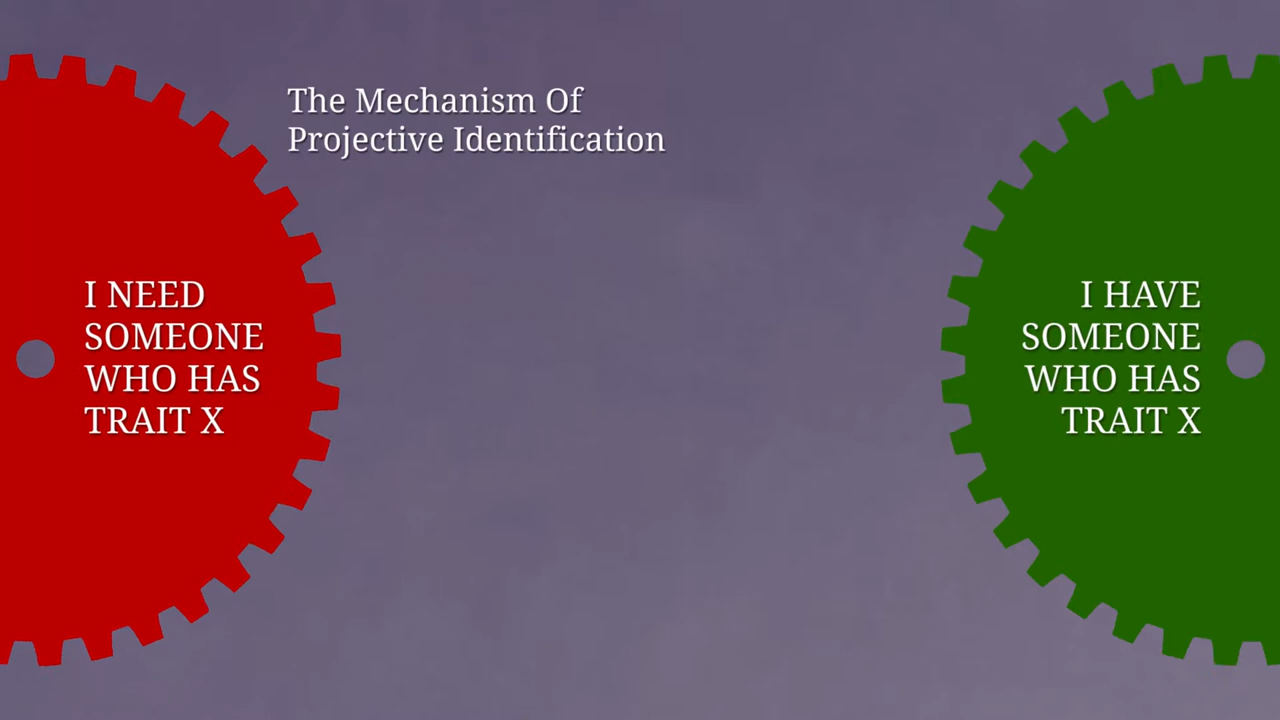 The Mechanism Of
Projective Identification
I NEED
SOMEONE
WHO HAS
TRAIT X
I HAVE
SOMEONE
WHO HAS
TRAIT X